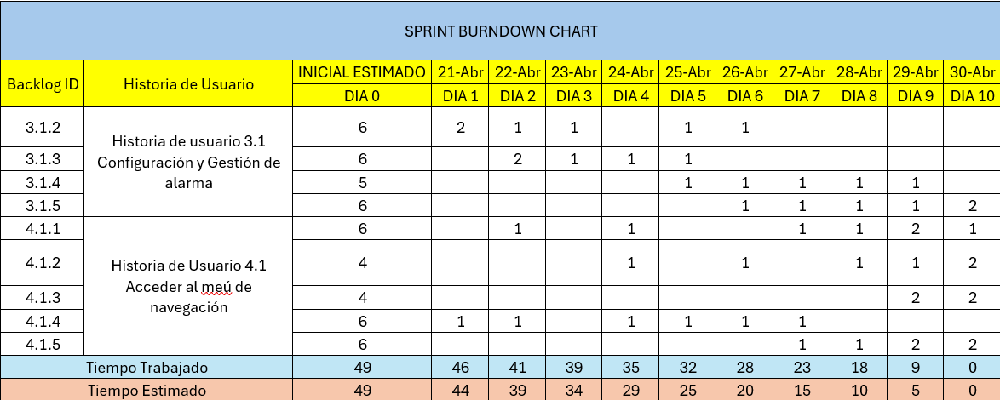 SPRINT BURNDOWN CHART
Backlog ID Historia de Usuario INICIAL ESTIMADO 21-Abr 22-Abr 23-Abr 24-Abr 25-Abr 26-Abr 27-Abr 28-Abr 29-Abr 30-Abr
DIA 0 DIA 1 DIA 2 DIA 3 DIA 4 DIA 5 DIA 6 DIA 7 DIA 8 DIA 9 DIA 10
Historia de usuario 3.1
Configuración y Gestión de
alarma
3.1.2 6 2 1 1 1 1
3.1.3 6 2 1 1 1
3.1.4 5 1 1 1 1 1
3.1.5 6 1 1 1 1 2
Historia de Usuario 4.1
Acceder al meú de
navegación
4.1.1 6 1 1 1 1 2 1
4.1.2 4 1 1 1 1 2
4.1.3 4 2 2
4.1.4 6 1 1 1 1 1 1
4.1.5 6 1 1 2 2
Tiempo Trabajado 49 46 41 39 35 32 28 23 18 9 0
Tiempo Estimado 49 44 39 34 29 25 20 15 10 5 0